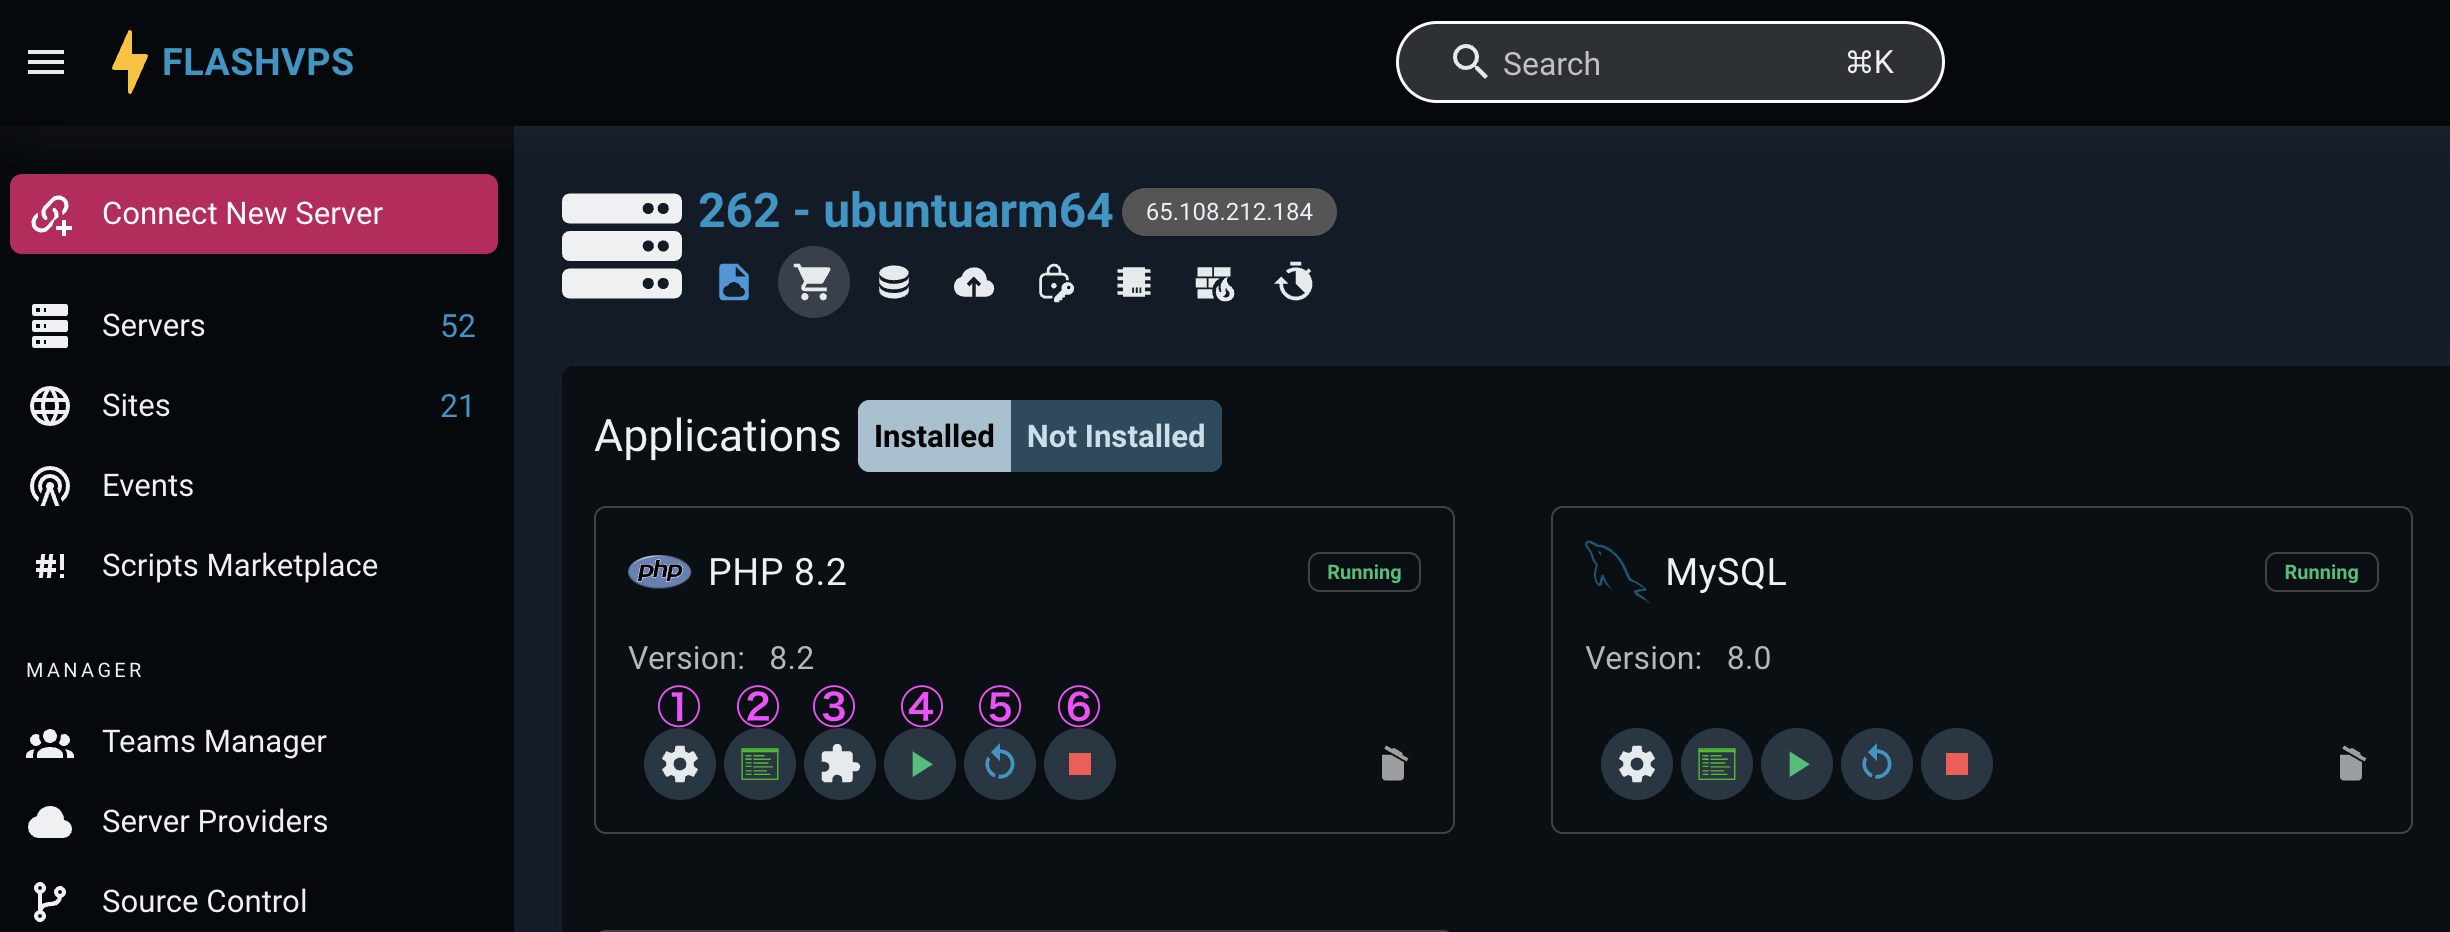 FLASHVPS
Search ⌘K
Connect New Server
262 - ubuntuarm64 65.108.212.184
Servers 52
Sites 21
Events
#! Scripts Marketplace
MANAGER
Teams Manager
Server Providers
Source Control
Applications Installed Not Installed
php PHP 8.2 Running
Version: 8.2
① ② ③ ④ ⑤ ⑥
MySQL Running
Version: 8.0